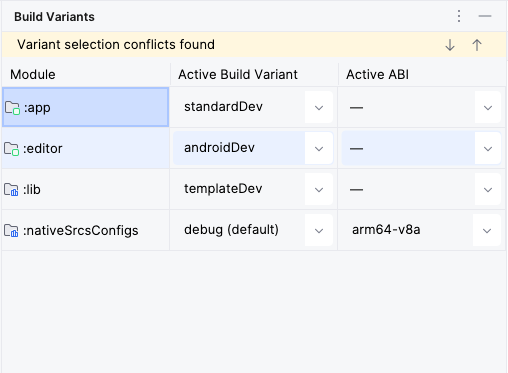 Build Variants
Variant selection conflicts found
Module Active Build Variant Active ABI
:app standardDev —
:editor androidDev —
:lib templateDev —
:nativeSrcsConfigs debug (default) arm64-v8a